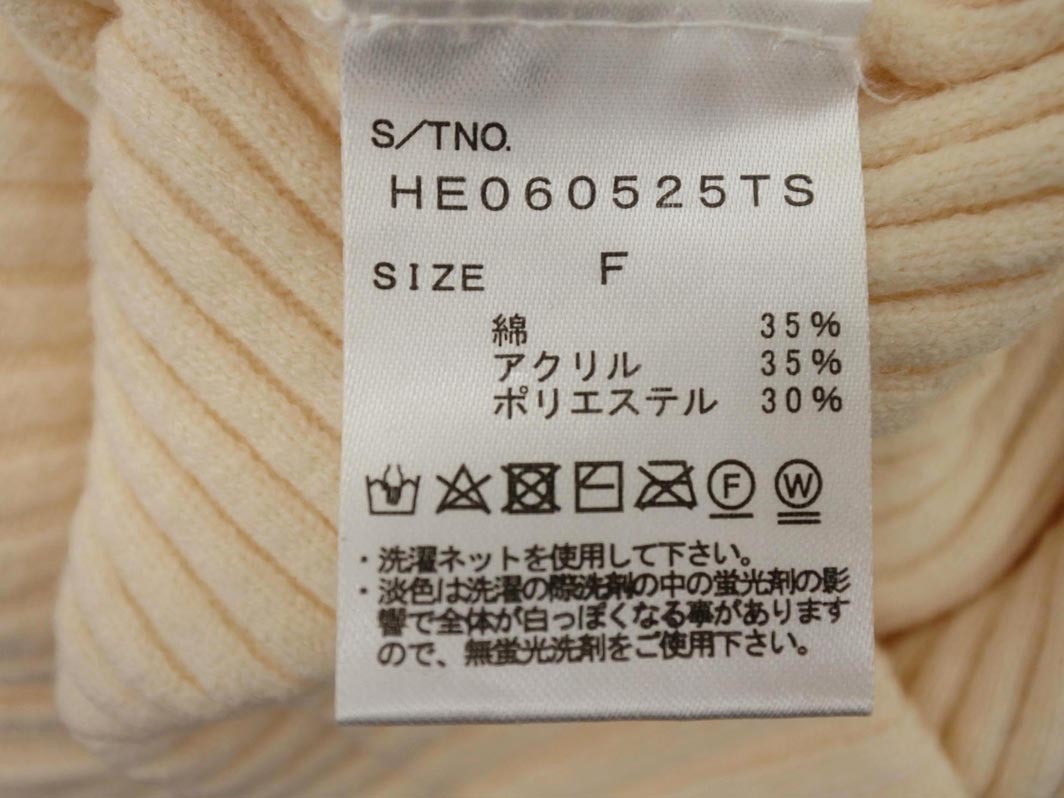 S/TNO.
HE060525TS
SIZE F
綿 35%
アクリル 35%
ポリエステル 30%
F W
・洗濯ネットを使用して下さい。
・淡色は洗濯の際洗剤の中の蛍光剤の影
響で全体が白っぽくなる事があります
ので、無蛍光洗剤をご使用下さい。